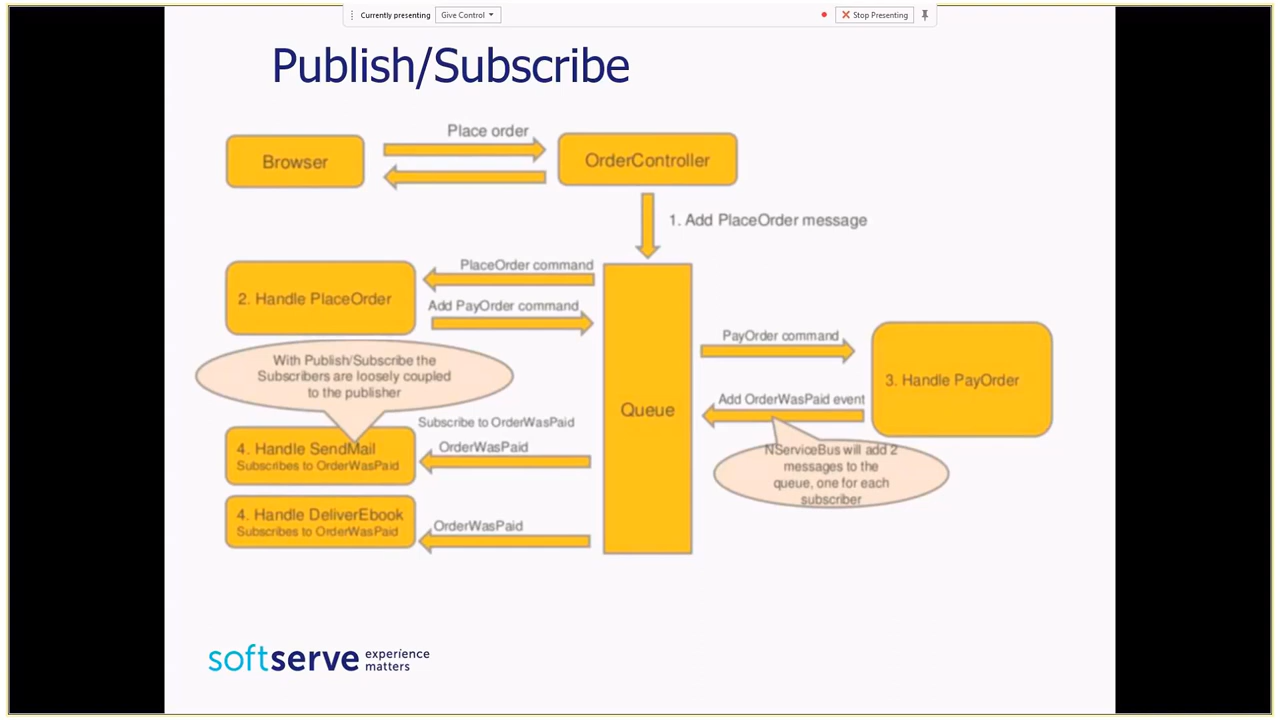 Currently presenting
Give Control
Stop Presenting
Publish/Subscribe
Place order
Browser
OrderController
1. Add PlaceOrder message
PlaceOrder command
2. Handle PlaceOrder
Add PayOrder command
PayOrder command
3. Handle PayOrder
With Publish/Subscribe the
Subscribers are loosely coupled
to the publisher
Queue
Add OrderWasPaid event
Subscribe to OrderWasPaid
4. Handle SendMail
Subscribes to OrderWasPaid
OrderWasPaid
NServiceBus will add 2
messages to the
queue, one for each
subscriber
4. Handle DeliverEbook
Subscribes to OrderWasPaid
OrderWasPaid
softserve
experience
matters